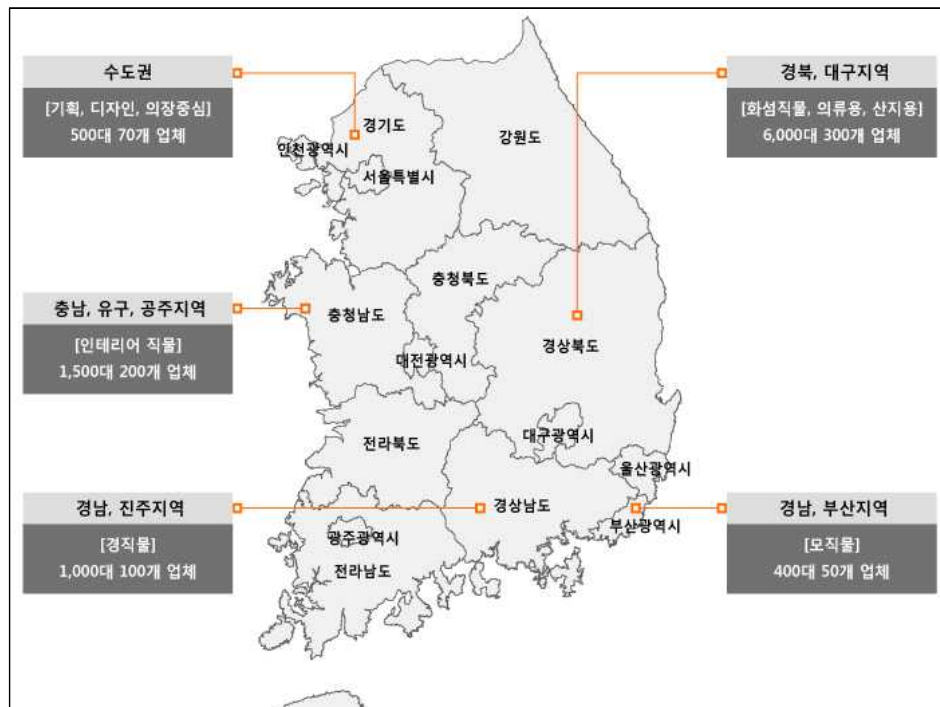 수도권
[기획, 디자인, 의장중심]
500대 70개 업체
경북, 대구지역
[화섬직물, 의류용, 산지용]
6,000대 300개 업체
경기도
인천광역시
서울특별시
강원도
충남, 유구, 공주지역
[인테리어 직물]
1,500대 200개 업체
충청북도
충청남도
대전광역시
경상북도
대구광역시
전라북도
울산광역시
경남, 진주지역
[경직물]
1,000대 100개 업체
경상남도
부산광역시
광주광역시
전라남도
경남, 부산지역
[모직물]
400대 50개 업체